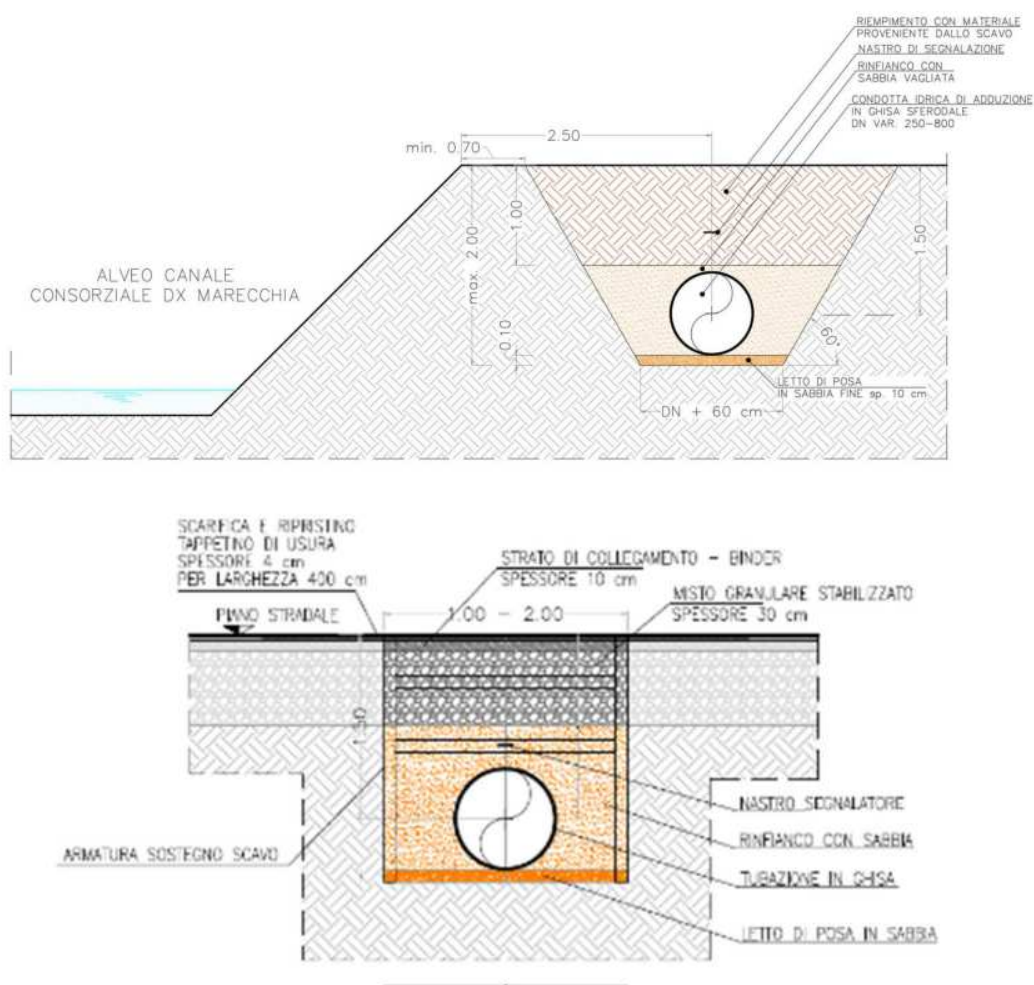 RIEMPIMENTO CON MATERIALE
PROVENIENTE DALLO SCAVO
NASTRO DI SEGNALAZIONE
RINFIANCO CON
SABBIA VAGLIATA
CONDOTTA IDRICA DI ADDUZIONE
IN GHISA SFERODALE
DN VAR. 250-800
2.50
min. 0.70
1.00
max. 2.00
1.50
ALVEO CANALE
CONSORZIALE DX MARECCHIA
0.10
60°
LETTO DI POSA
IN SABBIA FINE sp. 10 cm
DN + 60 cm
SCARIFICA E RIPRISTINO
TAPPETINO DI USURA
SPESSORE 4 cm
PER LARGHEZZA 400 cm
STRATO DI COLLEGAMENTO - BINDER
SPESSORE 10 cm
MISTO GRANULARE STABILIZZATO
SPESSORE 30 cm
PIANO STRADALE
1.00 - 2.00
1.50
NASTRO SEGNALATORE
RINFIANCO CON SABBIA
ARMATURA SOSTEGNO SCAVO
TUBAZIONE IN GHISA
LETTO DI POSA IN SABBIA